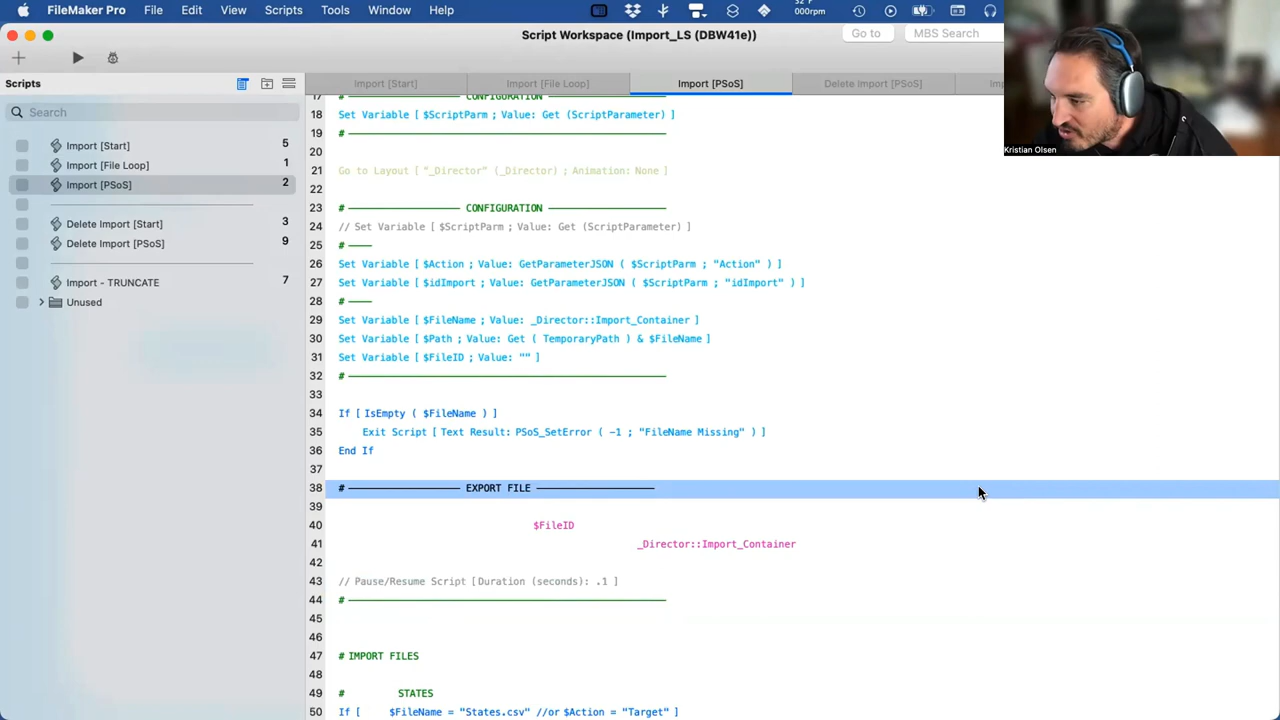 FileMaker Pro File Edit View Scripts Tools Window Help
000rpm
Script Workspace (Import_LS (DBW41e))
Go to
MBS Search
Scripts
Import [Start]
Import [File Loop]
Import [PSoS]
Delete Import [PSoS]
Search
Import [Start] 5
Import [File Loop] 1
Import [PSoS] 2
Delete Import [Start] 3
Delete Import [PSoS] 9
Import - TRUNCATE 7
Unused
Kristian Olsen
17 # CONFIGURATION
18 Set Variable [ $ScriptParm ; Value: Get (ScriptParameter) ]
19 #
20
21 Go to Layout [ "_Director" (_Director) ; Animation: None ]
22
23 # CONFIGURATION
24 // Set Variable [ $ScriptParm ; Value: Get (ScriptParameter) ]
25 #
26 Set Variable [ $Action ; Value: GetParameterJSON ( $ScriptParm ; "Action" ) ]
27 Set Variable [ $idImport ; Value: GetParameterJSON ( $ScriptParm ; "idImport" ) ]
28 #
29 Set Variable [ $FileName ; Value: _Director::Import_Container ]
30 Set Variable [ $Path ; Value: Get ( TemporaryPath ) & $FileName ]
31 Set Variable [ $FileID ; Value: "" ]
32 #
33
34 If [ IsEmpty ( $FileName ) ]
35 Exit Script [ Text Result: PSoS_SetError ( -1 ; "FileName Missing" ) ]
36 End If
37
38 # EXPORT FILE
39
40 $FileID
41 _Director::Import_Container
42
43 // Pause/Resume Script [ Duration (seconds): .1 ]
44 #
45
46
47 # IMPORT FILES
48
49 # STATES
50 If [ $FileName = "States.csv" //or $Action = "Target" ]